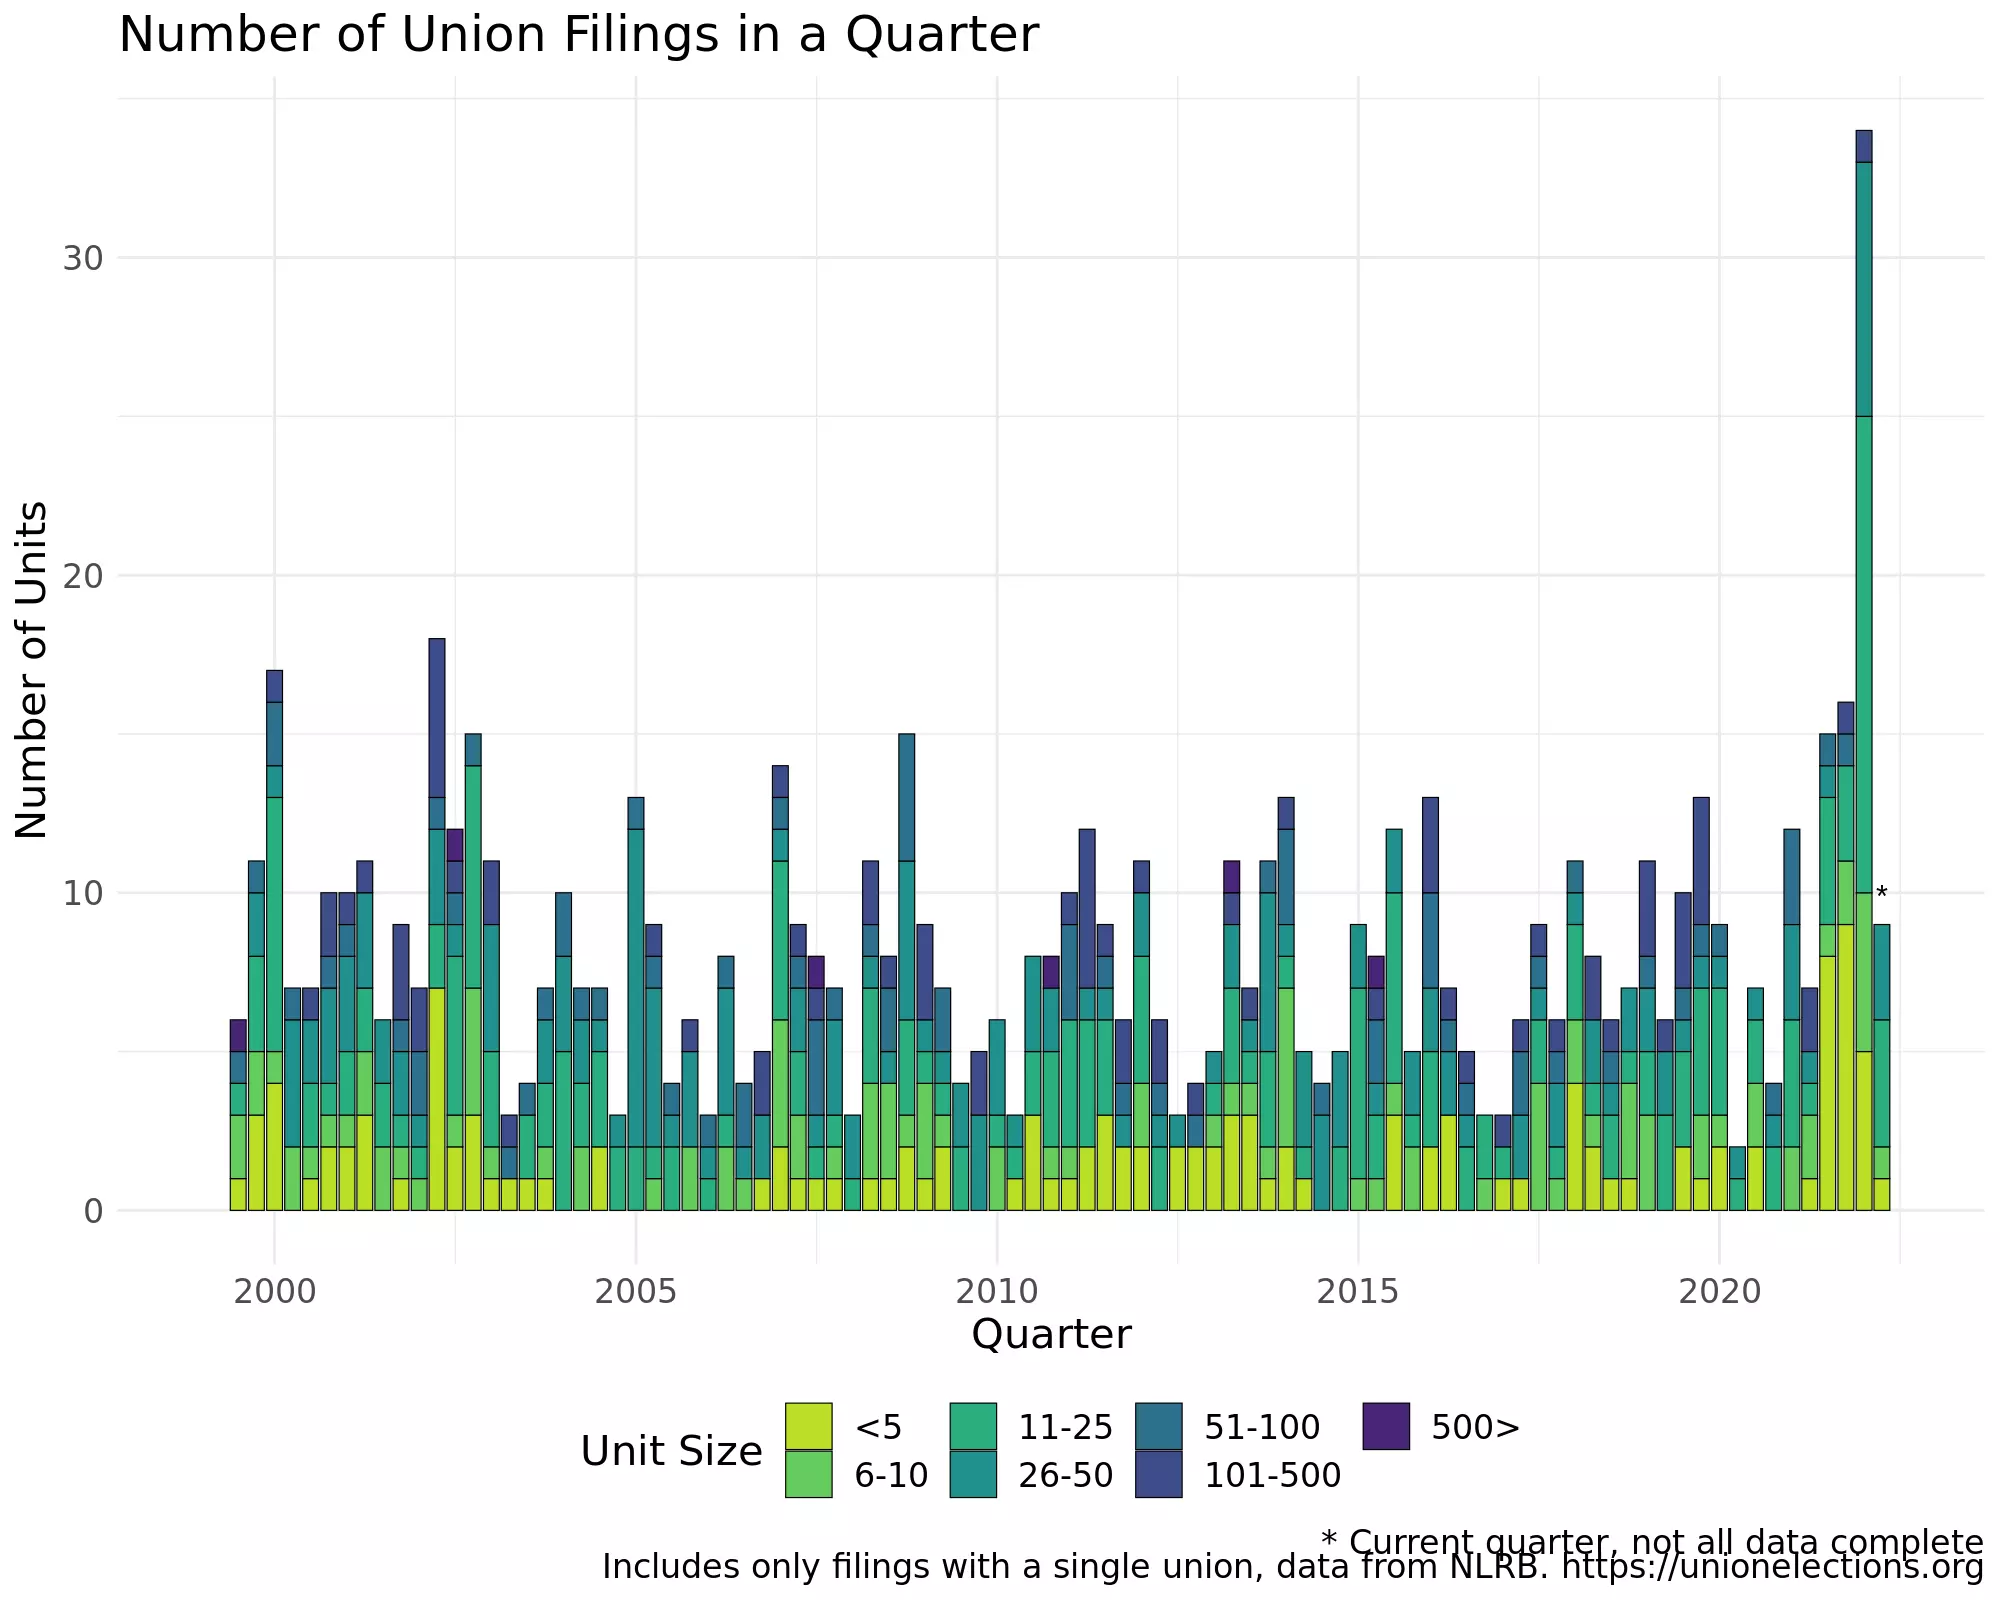 Number of Union Filings in a Quarter
Number of Units
30
20
10
0
*
2000 2005 2010 2015 2020
Quarter
Unit Size
<5 11-25 51-100 500>
6-10 26-50 101-500
* Current quarter, not all data complete
Includes only filings with a single union, data from NLRB. https://unionelections.org